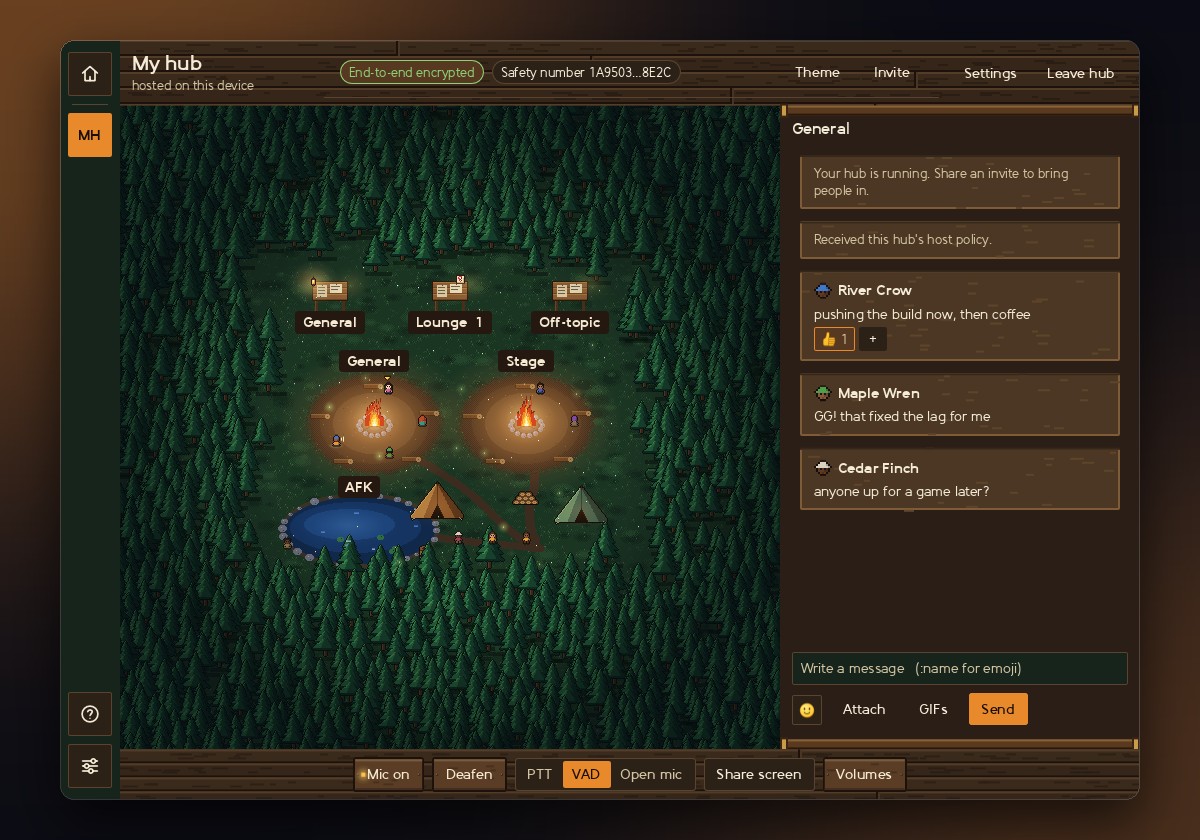 My hub
hosted on this device
End-to-end encrypted
Safety number 1A9503...8E2C
Theme
Invite
Settings
Leave hub
MH
General
Lounge 1
Off-topic
General
Stage
AFK
General
Your hub is running. Share an invite to bring
people in.
Received this hub's host policy.
River Crow
pushing the build now, then coffee
👍 1
+
Maple Wren
GG! that fixed the lag for me
Cedar Finch
anyone up for a game later?
Write a message (:name for emoji)
Attach
GIFs
Send
Mic on
Deafen
PTT
VAD
Open mic
Share screen
Volumes